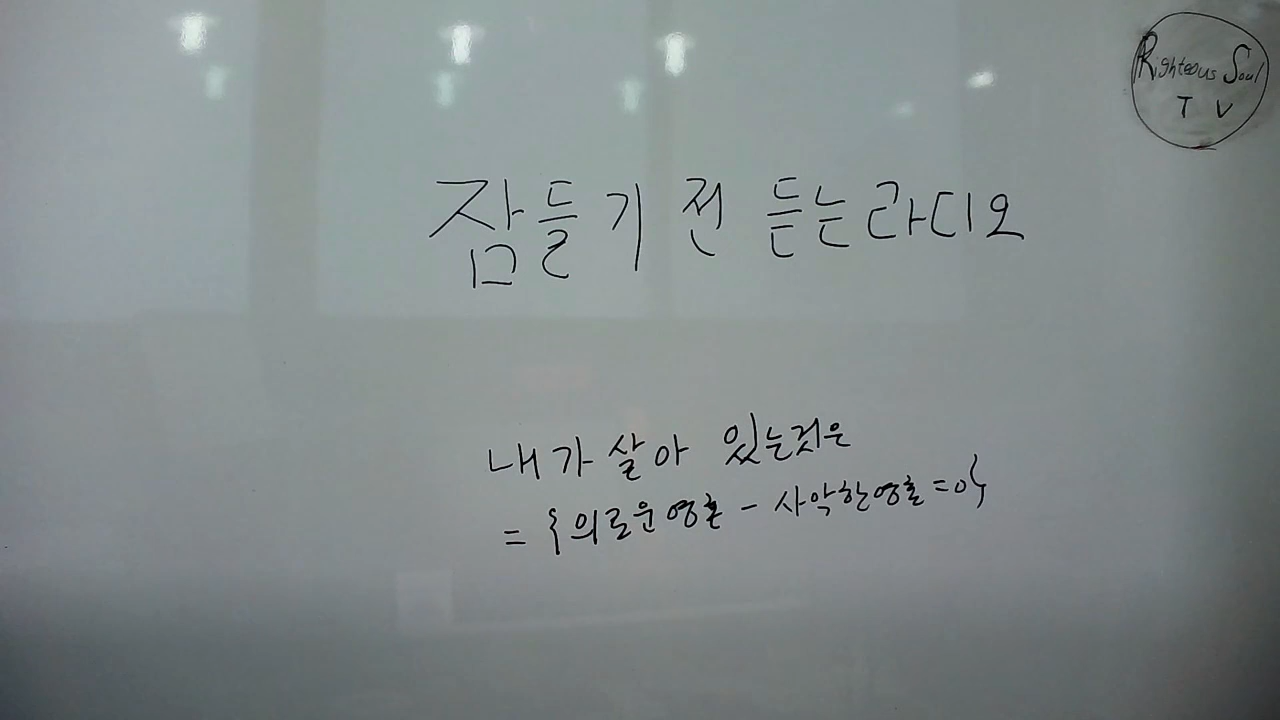 Righteous Soul
T V
잠들기 전 듣는라디오
내가 살아 있는것은
= {의로운영혼 - 사악한영혼 = 0}